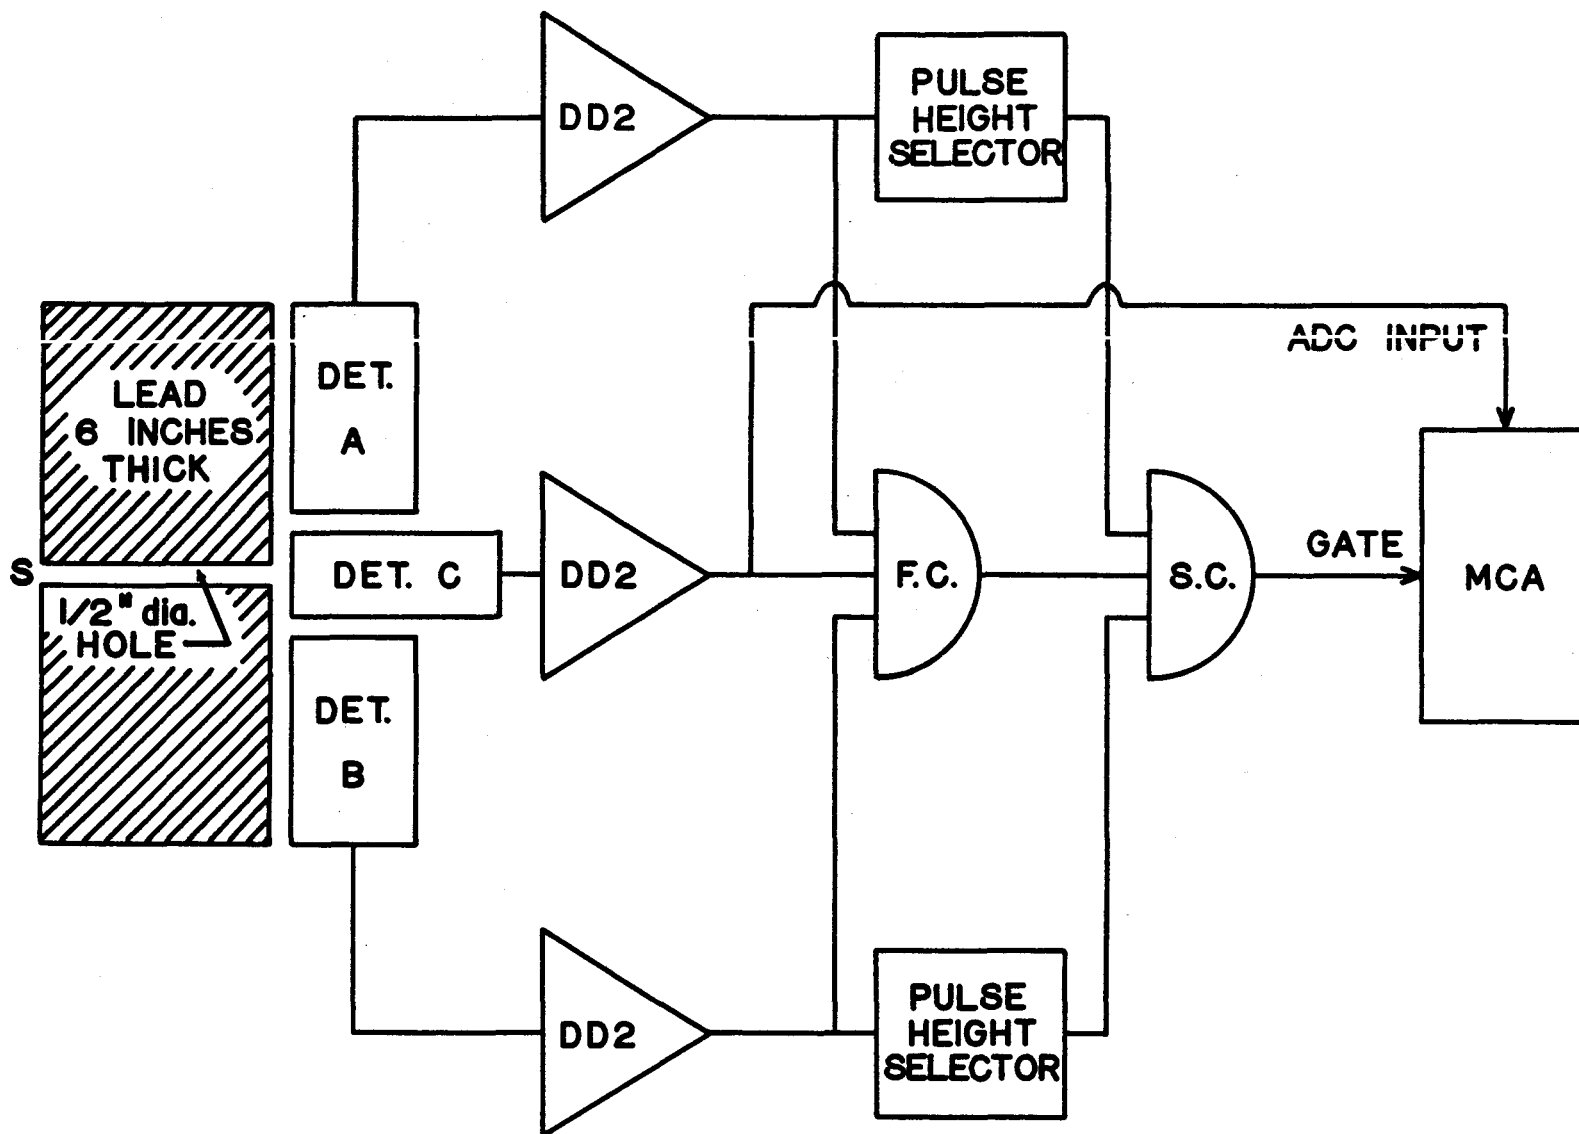 DD2
PULSE
HEIGHT
SELECTOR
ADC INPUT
LEAD
6 INCHES
THICK
DET.
A
S
DET. C
DD2
F.C.
S.C.
GATE
MCA
1/2" dia.
HOLE
DET.
B
DD2
PULSE
HEIGHT
SELECTOR